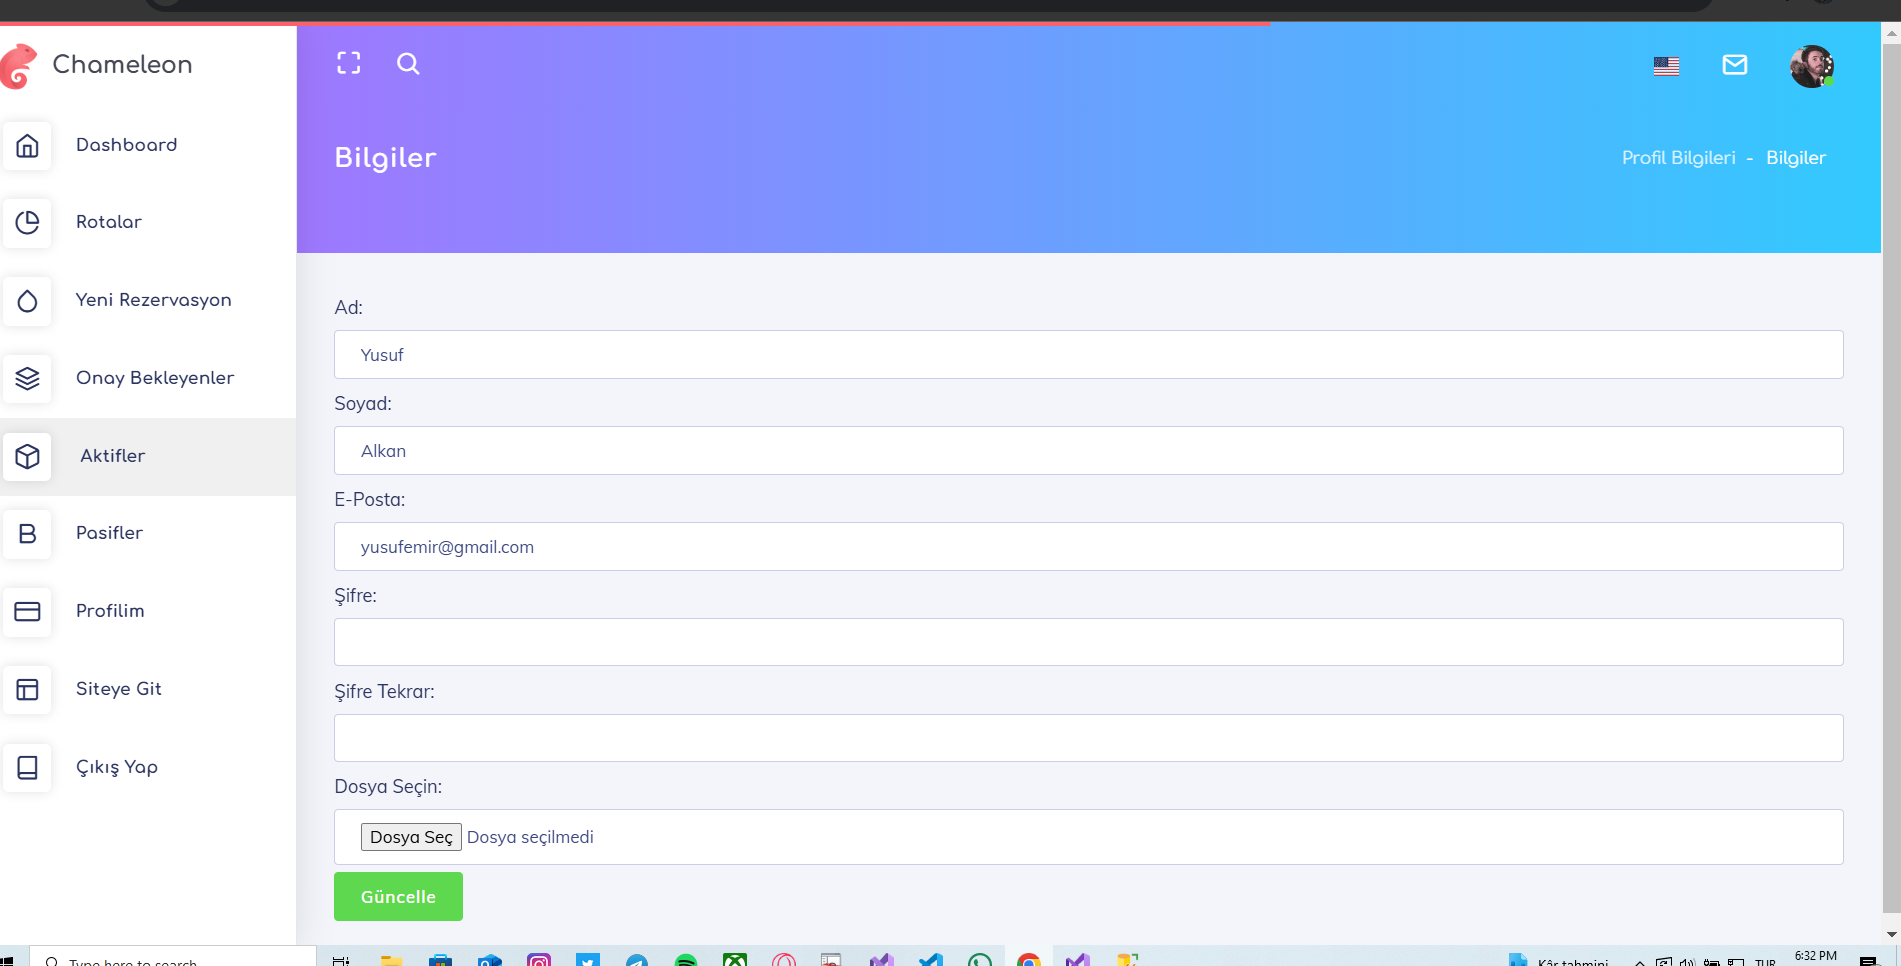 Chameleon
Dashboard
Rotalar
Yeni Rezervasyon
Onay Bekleyenler
Aktifler
Pasifler
Profilim
Siteye Git
Çıkış Yap
Bilgiler
Profil Bilgileri - Bilgiler
Ad:
Yusuf
Soyad:
Alkan
E-Posta:
yusufemir@gmail.com
Şifre:
Şifre Tekrar:
Dosya Seçin:
Dosya Seç Dosya seçilmedi
Güncelle
Type here to search
Kâr tahmini
TUR
6:32 PM